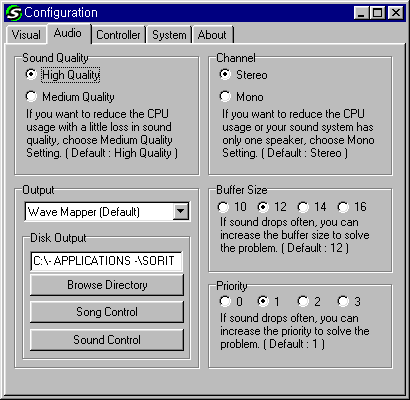 Configuration
Visual Audio Controller System About
Sound Quality
High Quality
Medium Quality
If you want to reduce the CPU
usage with a little loss in sound
quality, choose Medium Quality
Setting. ( Default : High Quality )
Channel
Stereo
Mono
If you want to reduce the CPU
usage or your sound system has
only one speaker, choose Mono
Setting. ( Default : Stereo )
Output
Wave Mapper (Default)
Disk Output
C:\- APPLICATIONS -\SORIT
Browse Directory
Song Control
Sound Control
Buffer Size
10 12 14 16
If sound drops often, you can
increase the buffer size to solve
the problem. ( Default : 12 )
Priority
0 1 2 3
If sound drops often, you can
increase the priority to solve the
problem. ( Default : 1 )